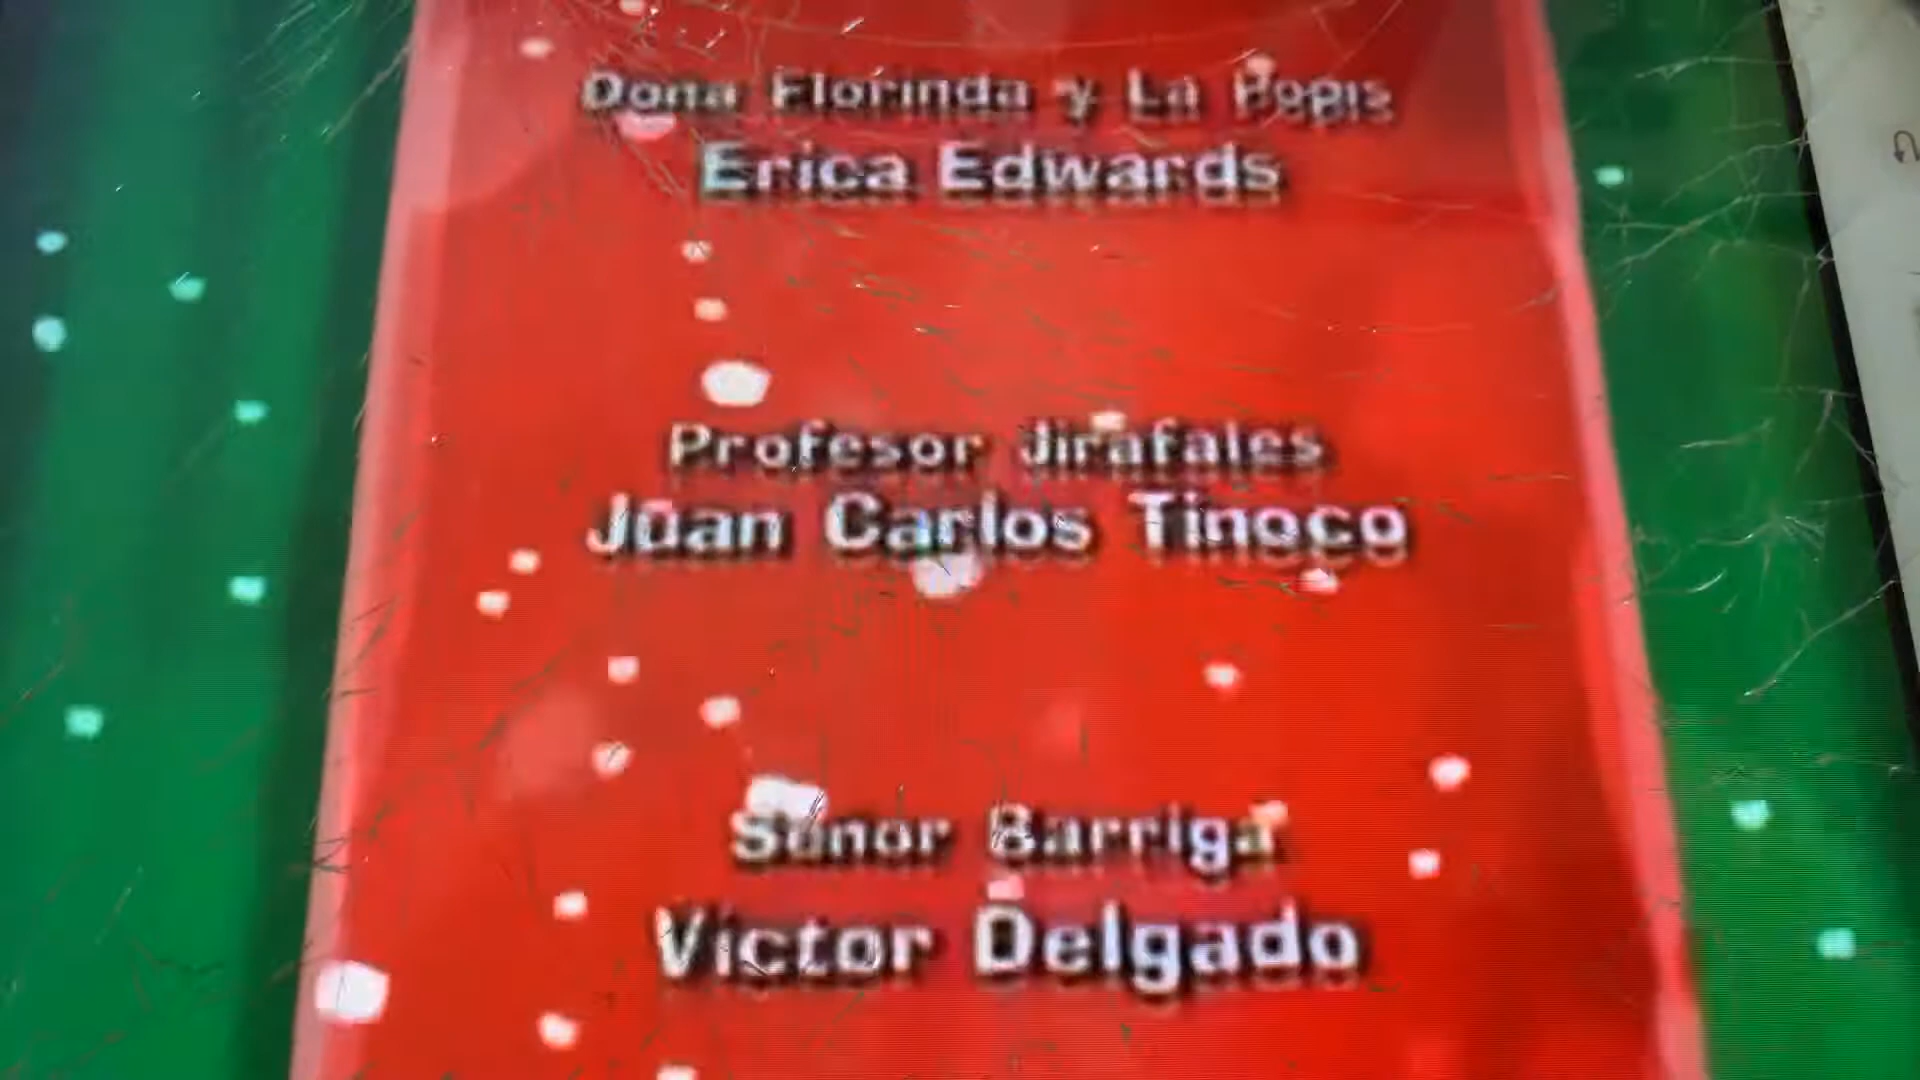 Dona Florinda y La Popis
Erica Edwards
Profesor Jirafales
Juan Carlos Tinoco
Senor Barriga
Victor Delgado